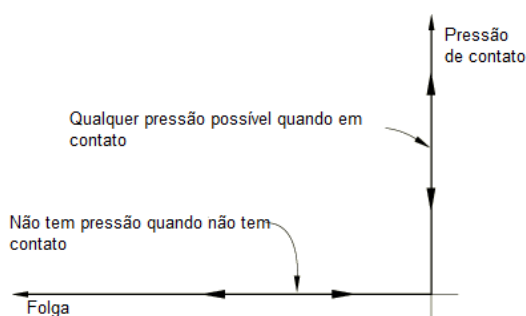 Pressão
de contato
Qualquer pressão possível quando em
contato
Não tem pressão quando não tem
contato
Folga